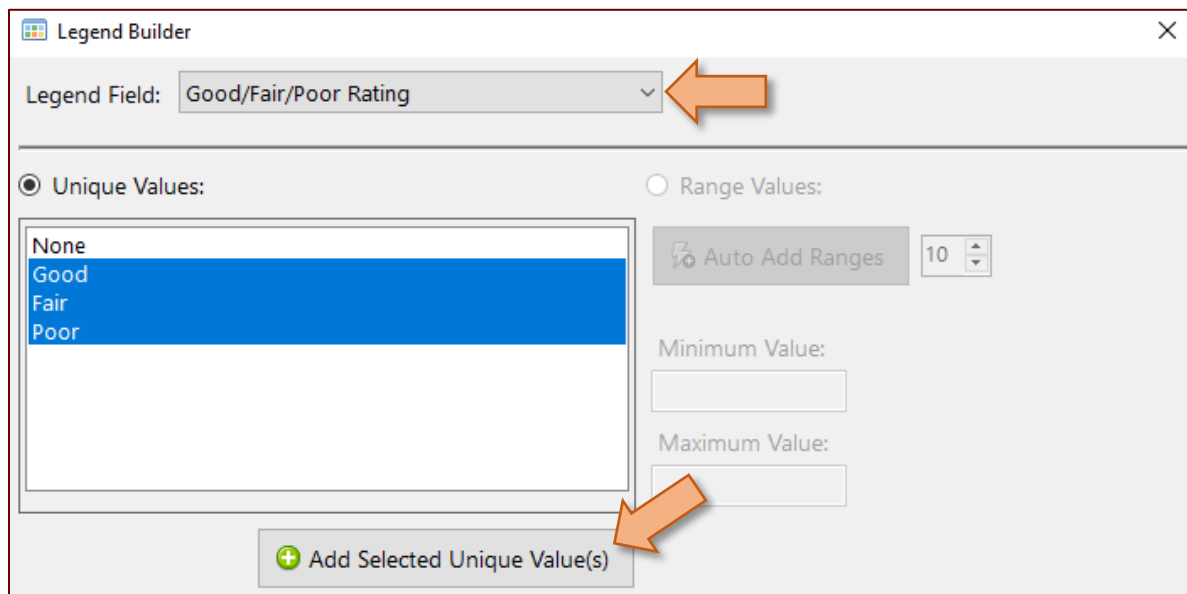 Legend Builder
Legend Field: Good/Fair/Poor Rating
Unique Values:
Range Values:
None
Good
Fair
Poor
Auto Add Ranges 10
Minimum Value:
Maximum Value:
Add Selected Unique Value(s)